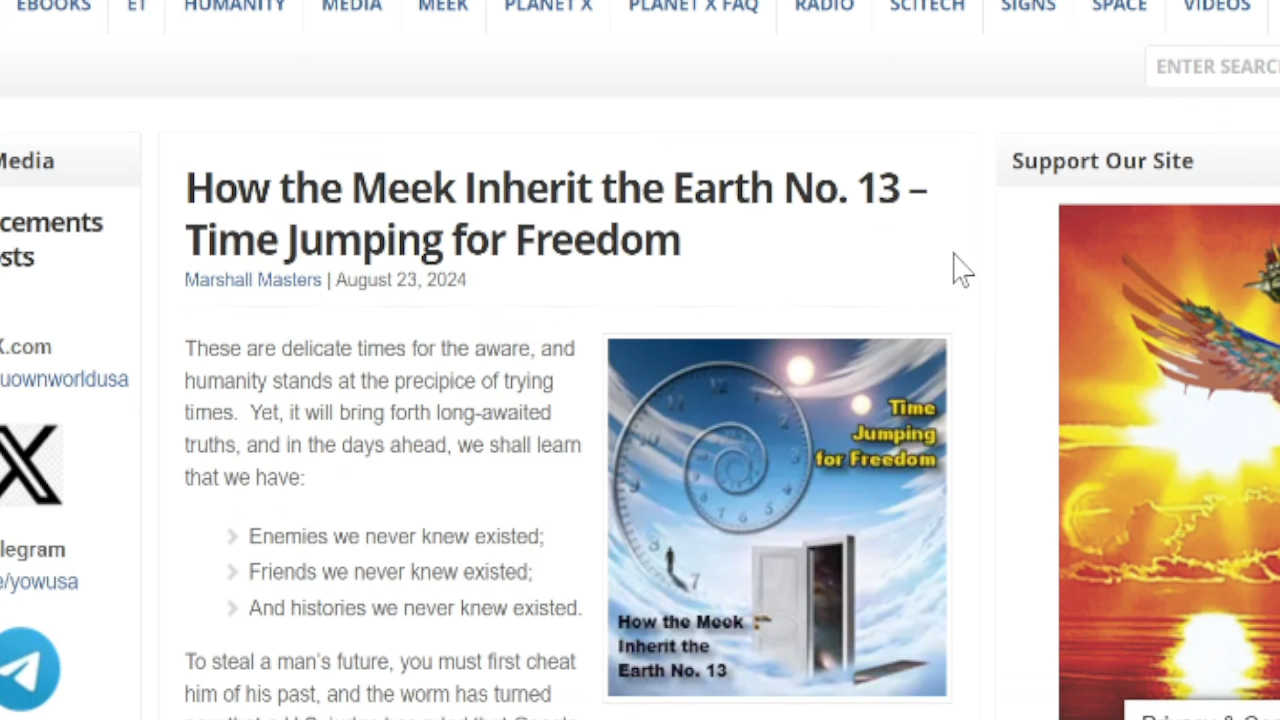 EBOOKS ET HUMANITY MEDIA MEEK PLANET X PLANET X FAQ RADIO SCITECH SIGNS SPACE VIDEOS
ENTER SEARC
Media
cements
sts
X.com
uownworldusa
legram
e/yowusa
How the Meek Inherit the Earth No. 13 –
Time Jumping for Freedom
Marshall Masters | August 23, 2024
These are delicate times for the aware, and
humanity stands at the precipice of trying
times. Yet, it will bring forth long-awaited
truths, and in the days ahead, we shall learn
that we have:
Enemies we never knew existed;
Friends we never knew existed;
And histories we never knew existed.
To steal a man's future, you must first cheat
him of his past, and the worm has turned
Time
Jumping
for Freedom
How the Meek
Inherit the
Earth No. 13
Support Our Site